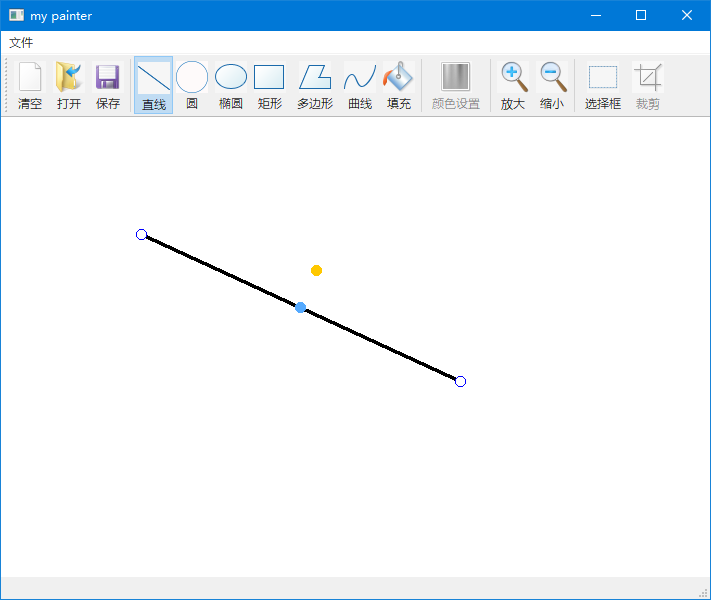 my painter
文件
清空 打开 保存 直线 圆 椭圆 矩形 多边形 曲线 填充 颜色设置 放大 缩小 选择框 裁剪